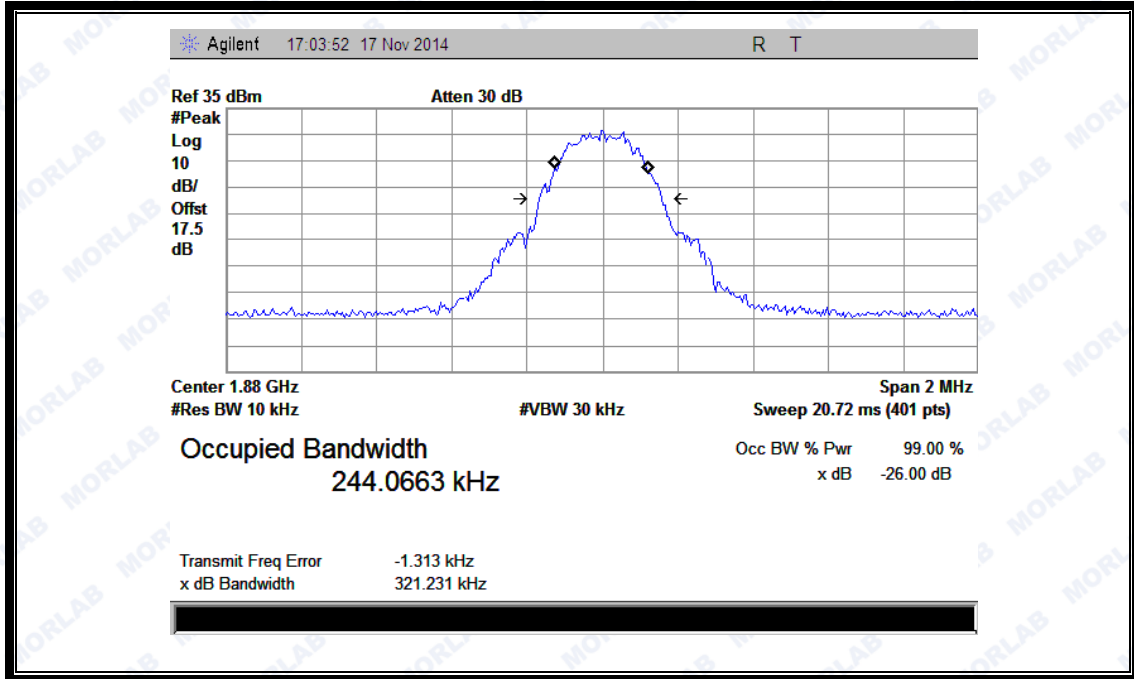 Agilent 17:03:52 17 Nov 2014 R T
Ref 35 dBm Atten 30 dB
#Peak
Log
10
dB/
Offst
17.5
dB
Center 1.88 GHz Span 2 MHz
#Res BW 10 kHz #VBW 30 kHz Sweep 20.72 ms (401 pts)
Occupied Bandwidth Occ BW % Pwr 99.00 %
244.0663 kHz x dB -26.00 dB
Transmit Freq Error -1.313 kHz
x dB Bandwidth 321.231 kHz
MORLAB